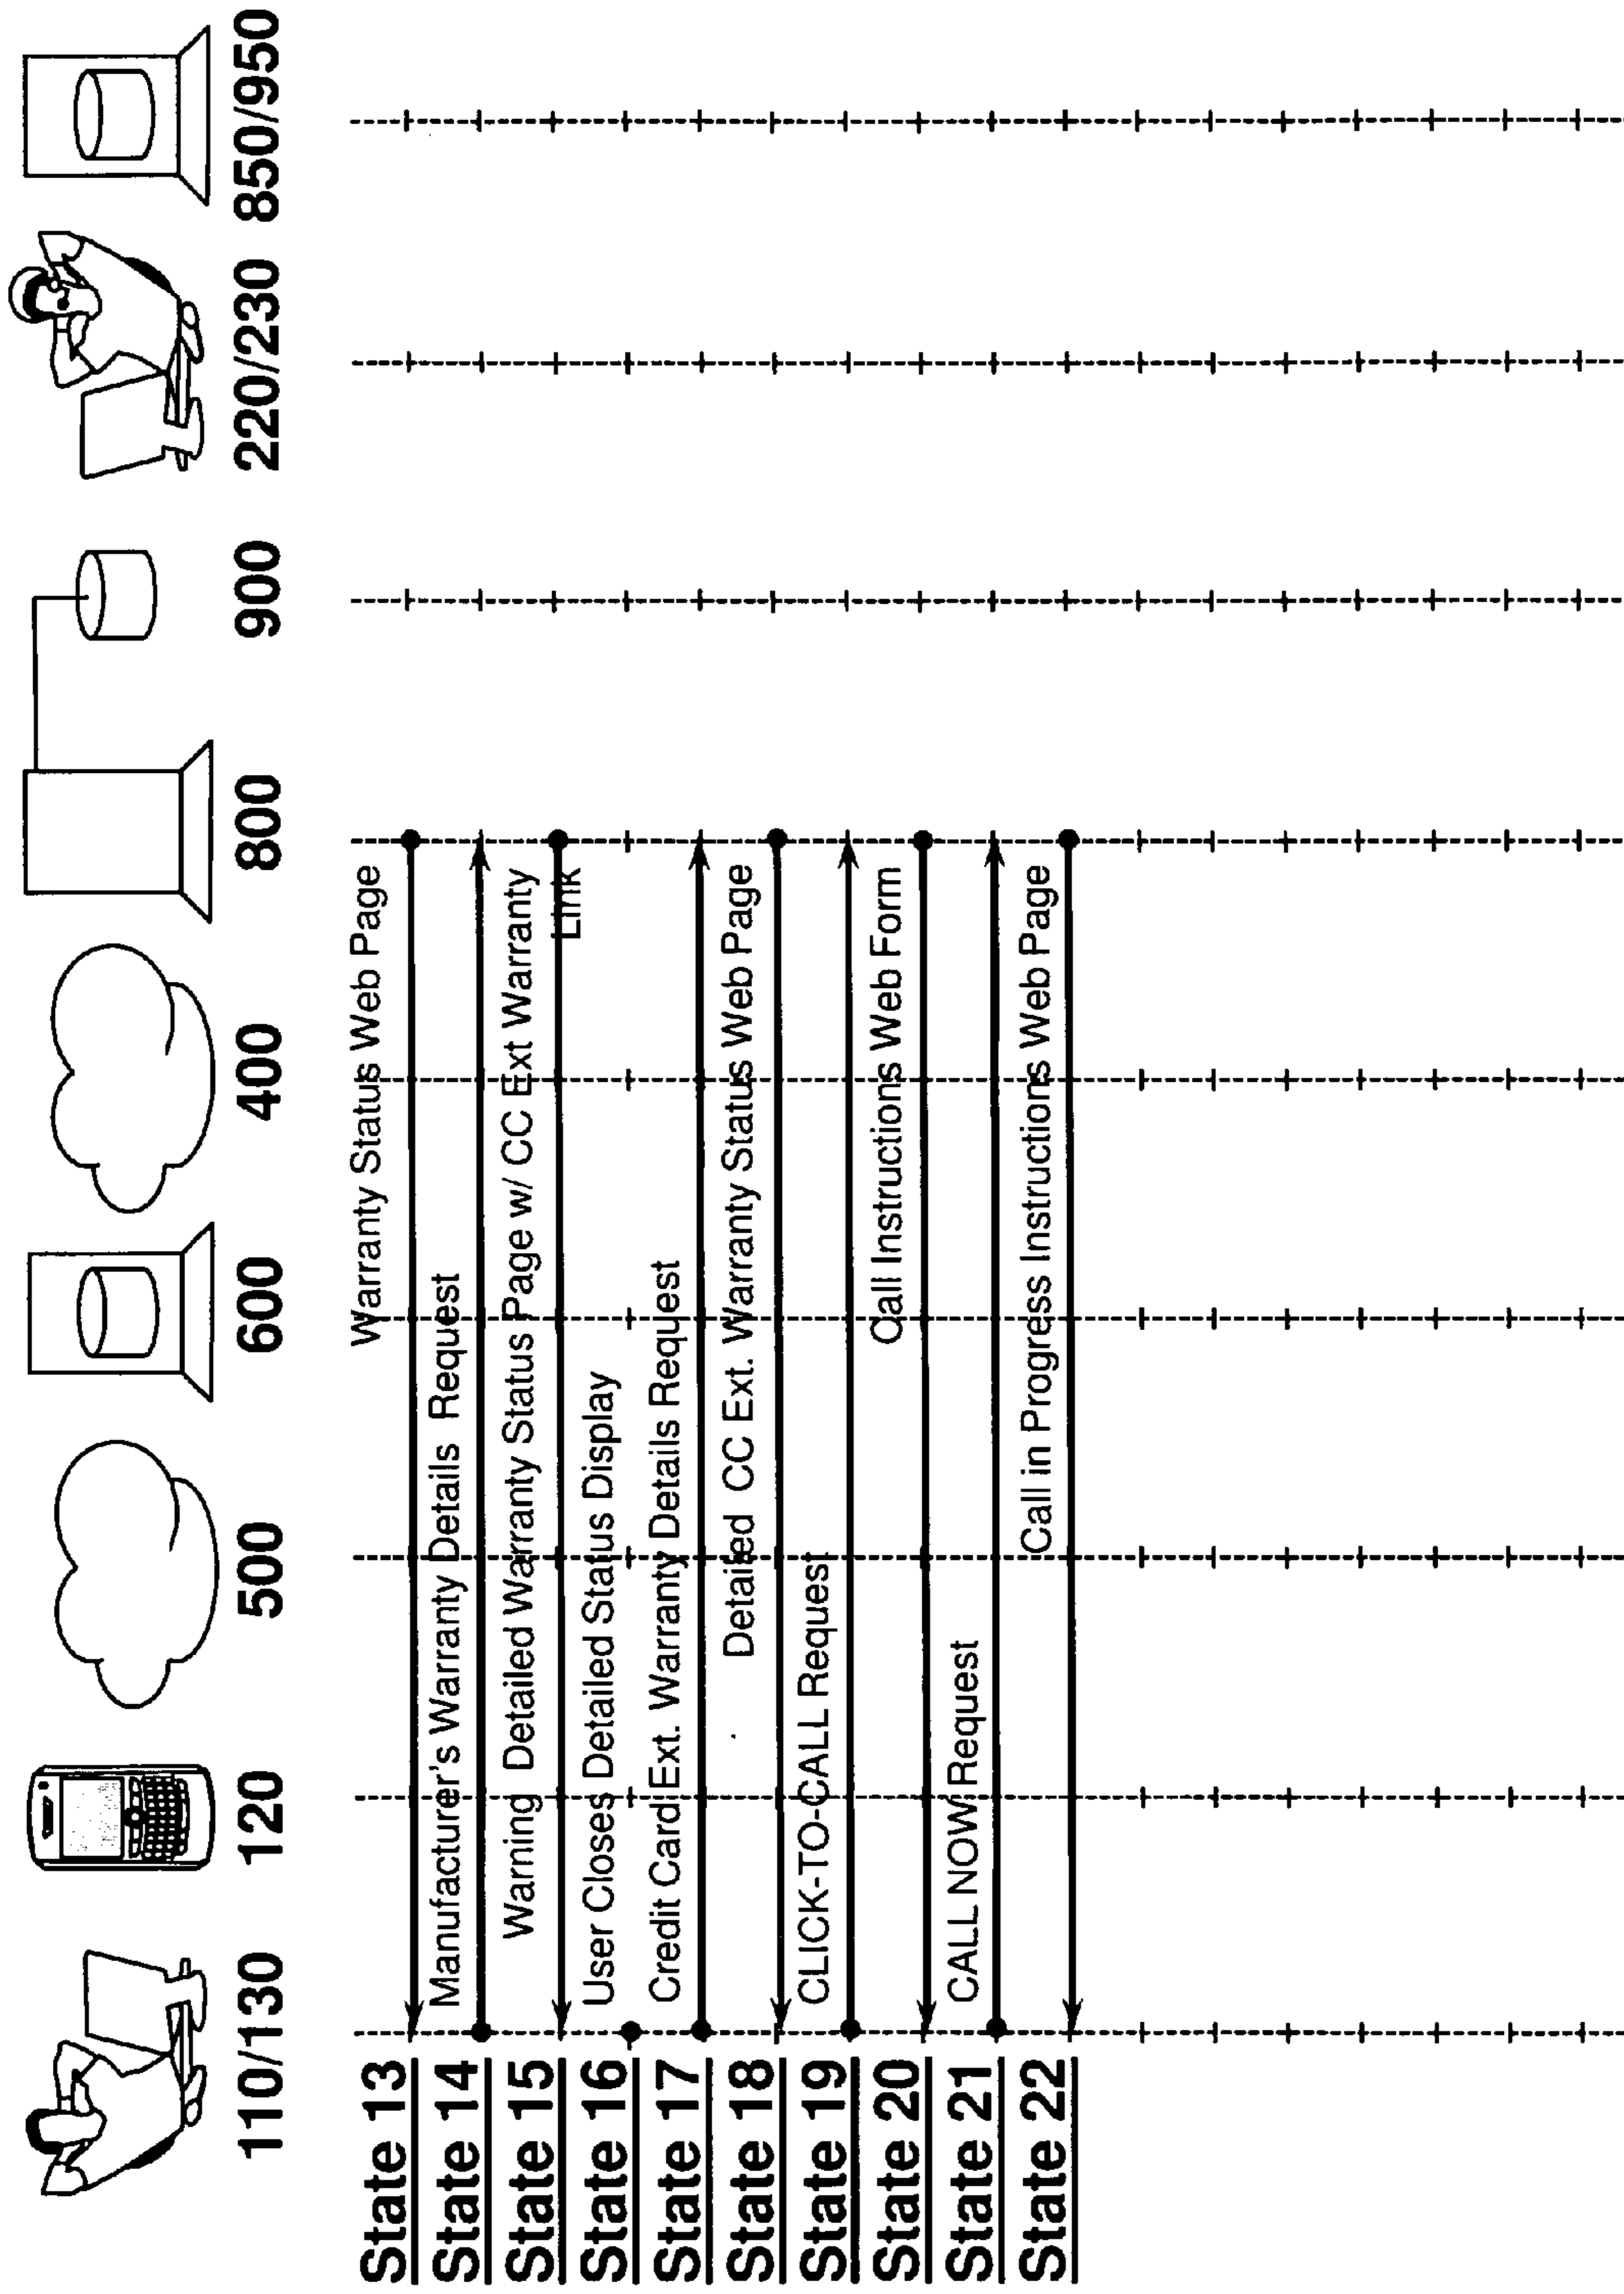 110/130
120
500
600
400
800
900
220/230
850/950
State 13
Warranty Status Web Page
State 14
Manufacturer's Warranty Details Request
State 15
Warning Detailed Warranty Status Page w/ CC Ext Warranty
Link
State 16
User Closes Detailed Status Display
State 17
Credit Card Ext. Warranty Details Request
State 18
Detailed CC Ext. Warranty Status Web Page
State 19
CLICK-TO-CALL Request
State 20
Call Instructions Web Form
State 21
CALL NOW Request
State 22
Call in Progress Instructions Web Page